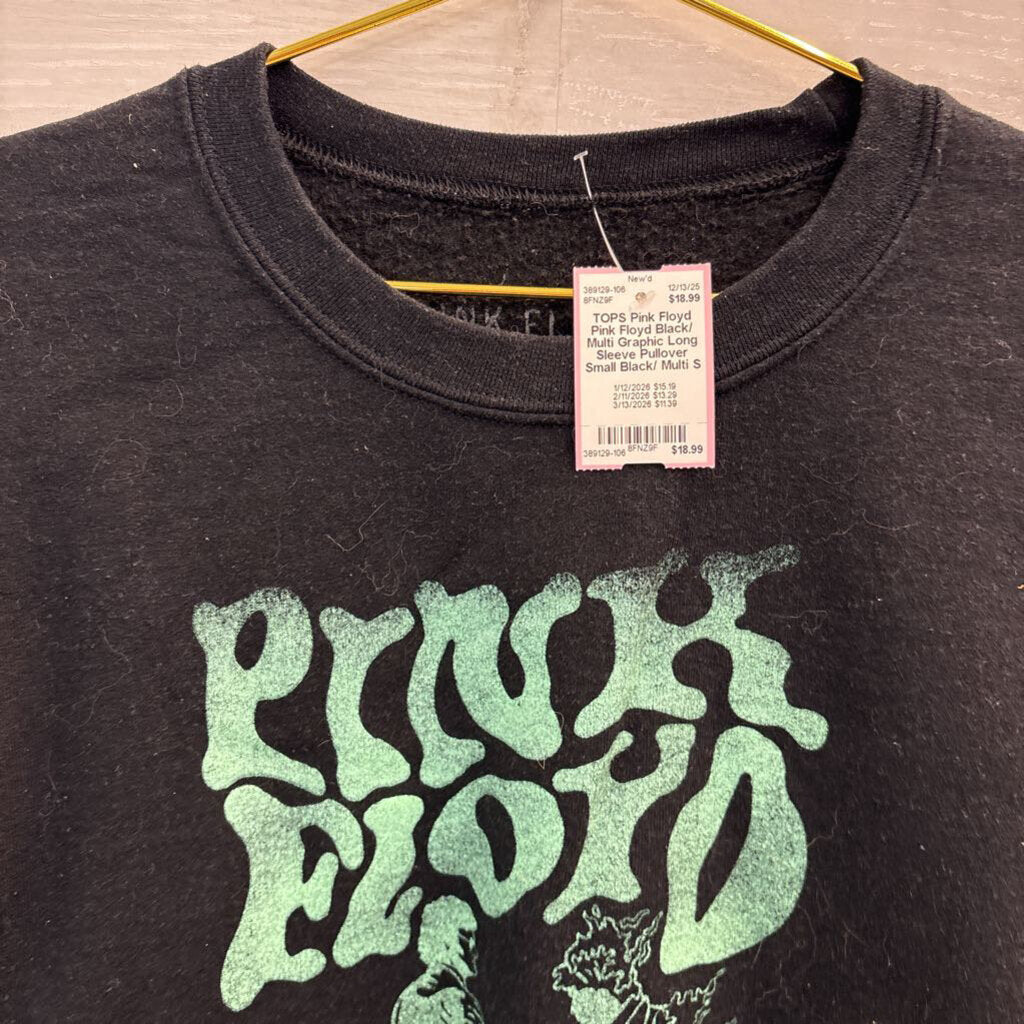 New'd
389129-106 12/13/25
8FNZ9F $18.99
TOPS Pink Floyd
Pink Floyd Black/
Multi Graphic Long
Sleeve Pullover
Small Black/ Multi S
1/12/2026 $15.19
2/11/2026 $13.29
3/13/2026 $11.39
389129-106 8FNZ9F $18.99
PINK
FLOYD